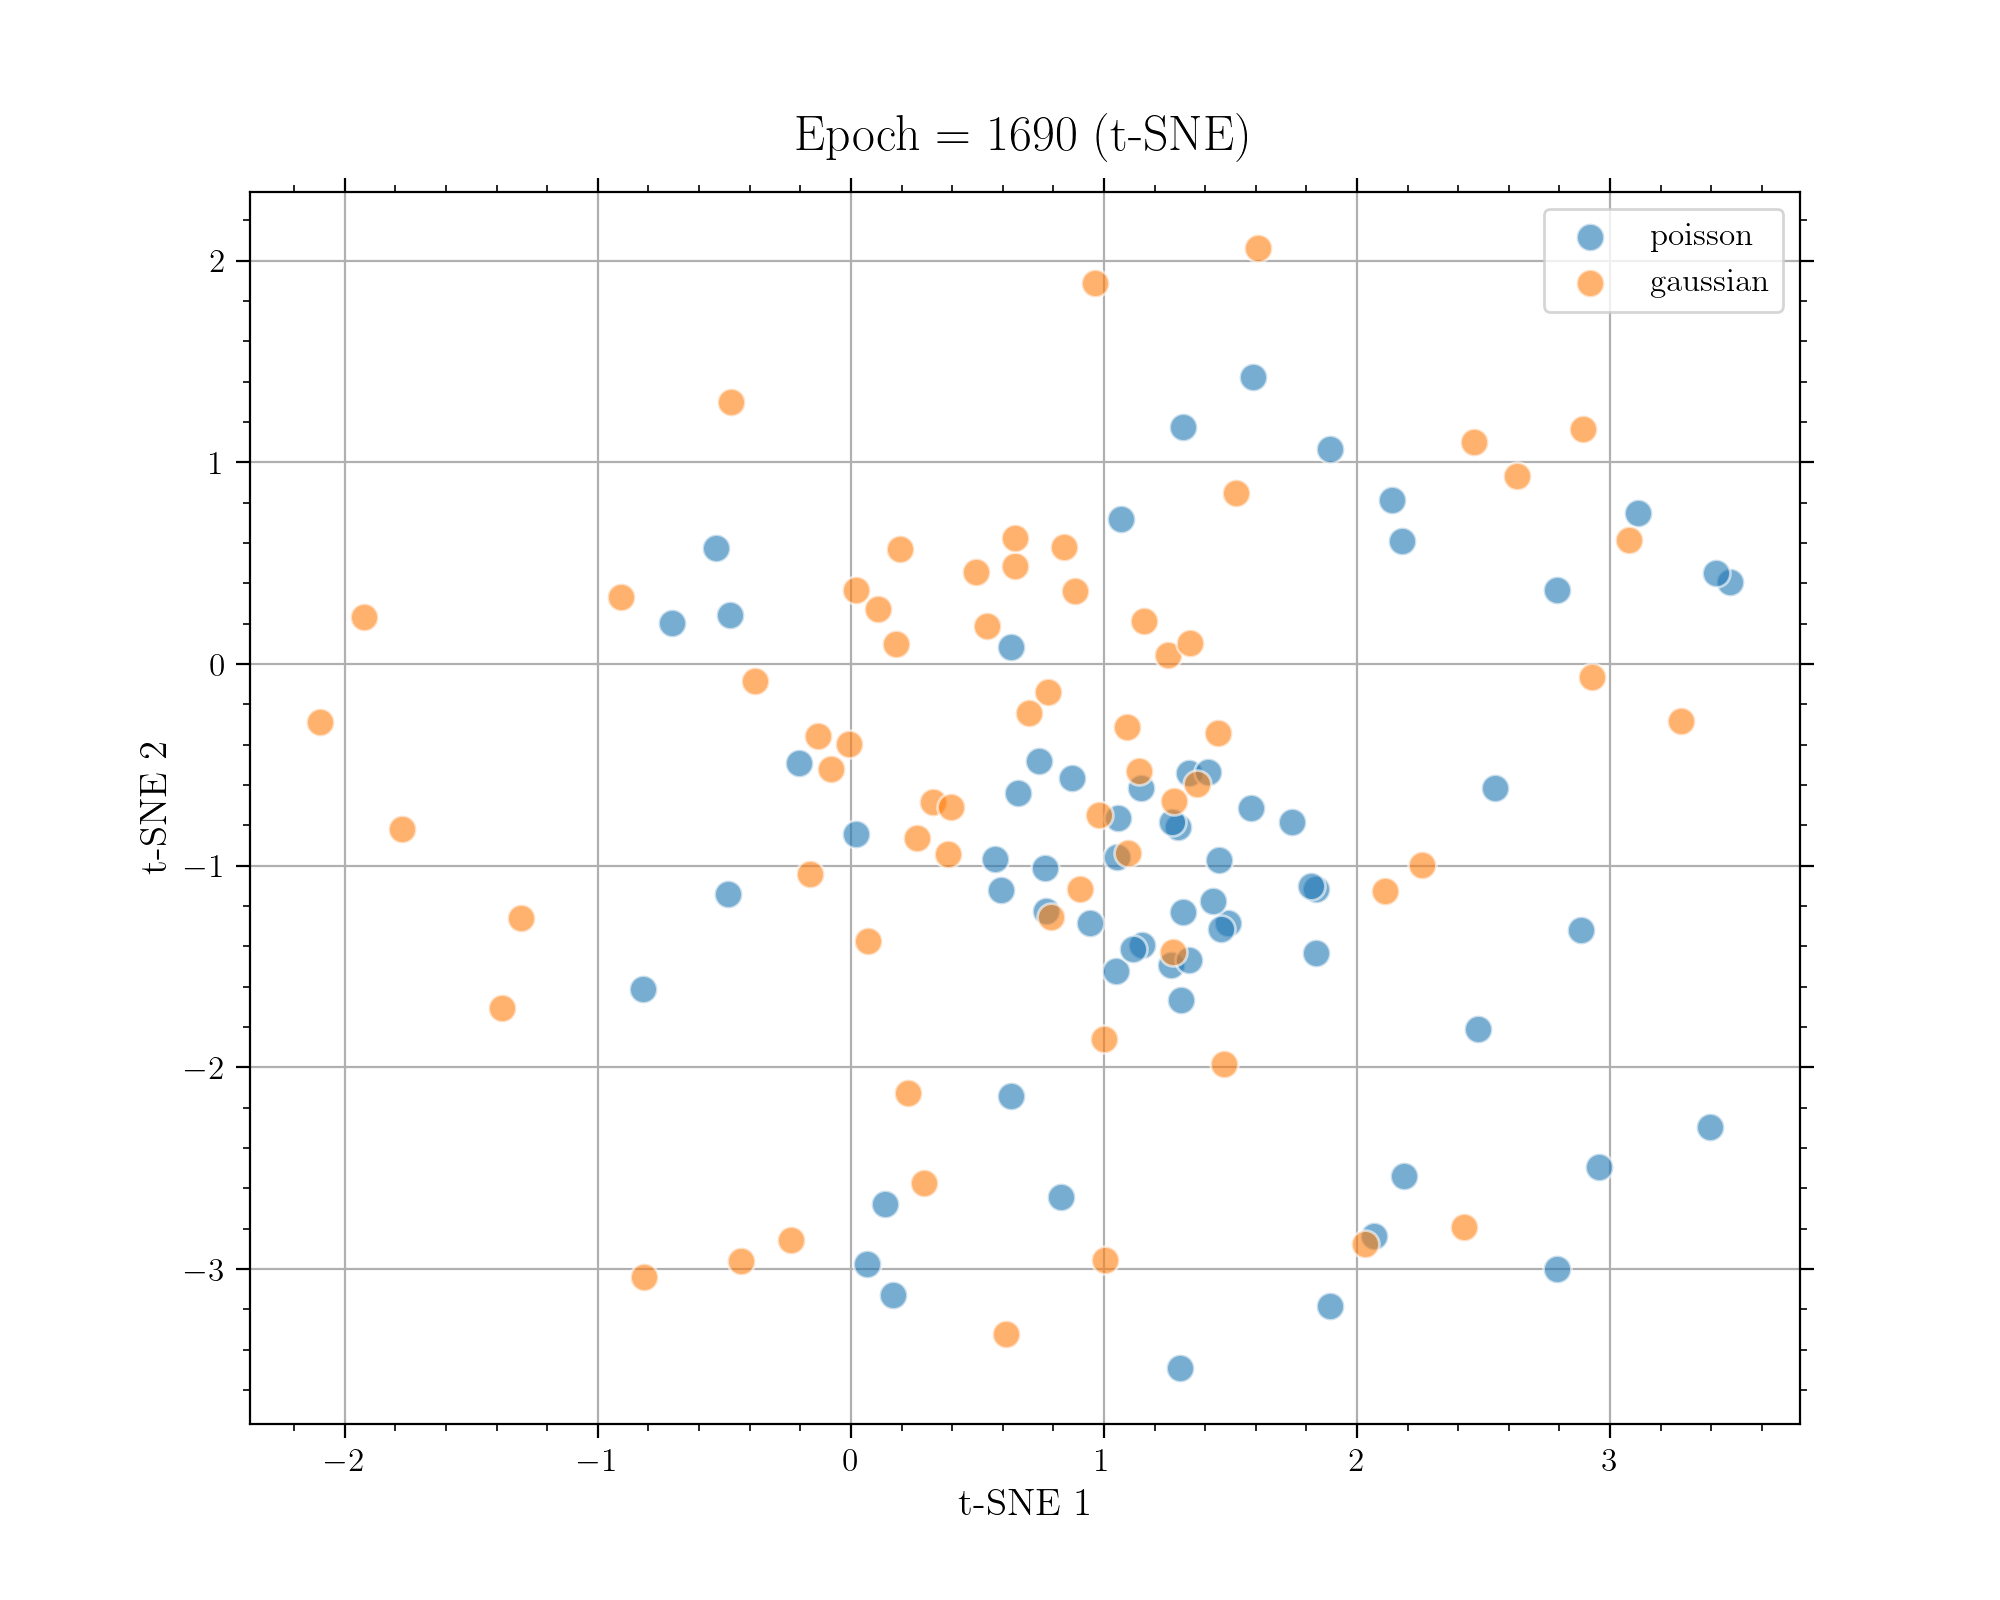 Epoch = 1690 (t-SNE)
poisson
gaussian
2
1
0
−1
−2
−3
t-SNE 2
−2
−1
0
1
2
3
t-SNE 1